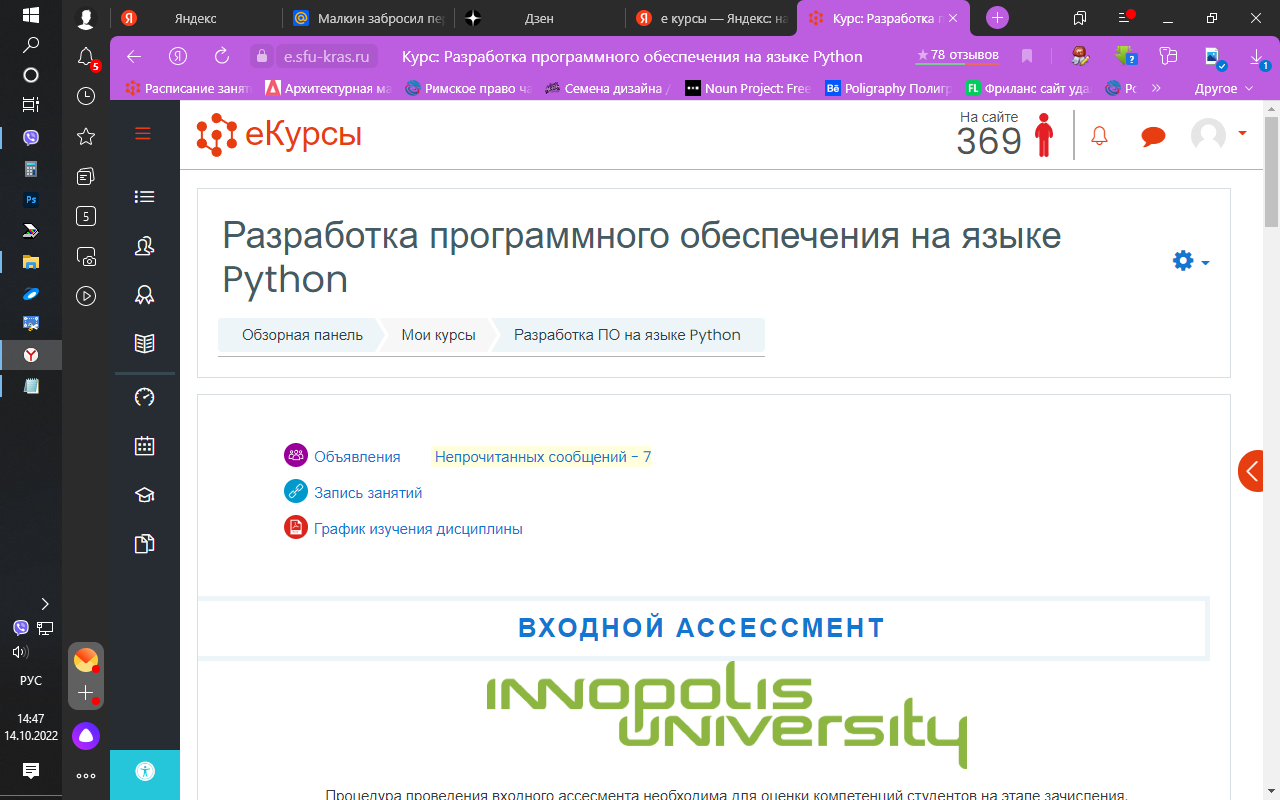 Яндекс
Малкин забросил пер
Дзен
е курсы — Яндекс: на
Курс: Разработка п
e.sfu-kras.ru
Курс: Разработка программного обеспечения на языке Python
★ 78 отзывов
Расписание занят
Архитектурная ма
Римское право ча
Семена дизайна /
Noun Project: Free
Poligraphy Полигр
Фриланс сайт уда
Ро
Другое
еКурсы
На сайте
369
Разработка программного обеспечения на языке
Python
Обзорная панель
Мои курсы
Разработка ПО на языке Python
Объявления
Непрочитанных сообщений - 7
Запись занятий
График изучения дисциплины
ВХОДНОЙ АССЕССМЕНТ
INNOPOLIS
UNIVERSITY
Процедура проведения входного ассесмента необходима для оценки компетенций студентов на этапе зачисления.
5
5
?
1
Ps
РУС
14:47
14.10.2022